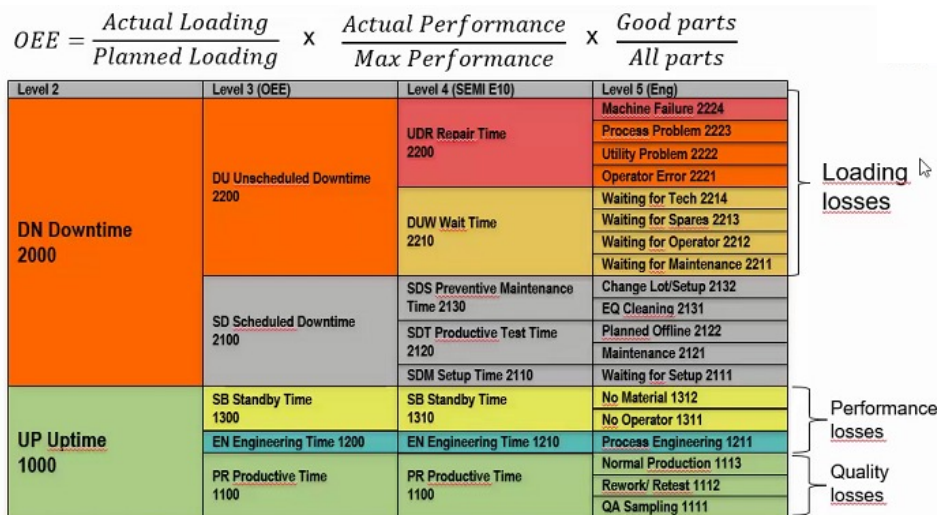 OEE = Actual Loading / Planned Loading x Actual Performance / Max Performance x Good parts / All parts
Level 2
Level 3 (OEE)
Level 4 (SEMI E10)
Level 5 (Eng)
DN Downtime
2000
DU Unscheduled Downtime
2200
UDR Repair Time
2200
Machine Failure 2224
Process Problem 2223
Utility Problem 2222
Operator Error 2221
DUW Wait Time
2210
Waiting for Tech 2214
Waiting for Spares 2213
Waiting for Operator 2212
Waiting for Maintenance 2211
SD Scheduled Downtime
2100
SDS Preventive Maintenance
Time 2130
Change Lot/Setup 2132
EQ Cleaning 2131
SDT Productive Test Time
2120
Planned Offline 2122
Maintenance 2121
SDM Setup Time 2110
Waiting for Setup 2111
Loading
losses
UP Uptime
1000
SB Standby Time
1300
SB Standby Time
1310
No Material 1312
No Operator 1311
EN Engineering Time 1200
EN Engineering Time 1210
Process Engineering 1211
Performance
losses
PR Productive Time
1100
PR Productive Time
1100
Normal Production 1113
Rework/ Retest 1112
QA Sampling 1111
Quality
losses